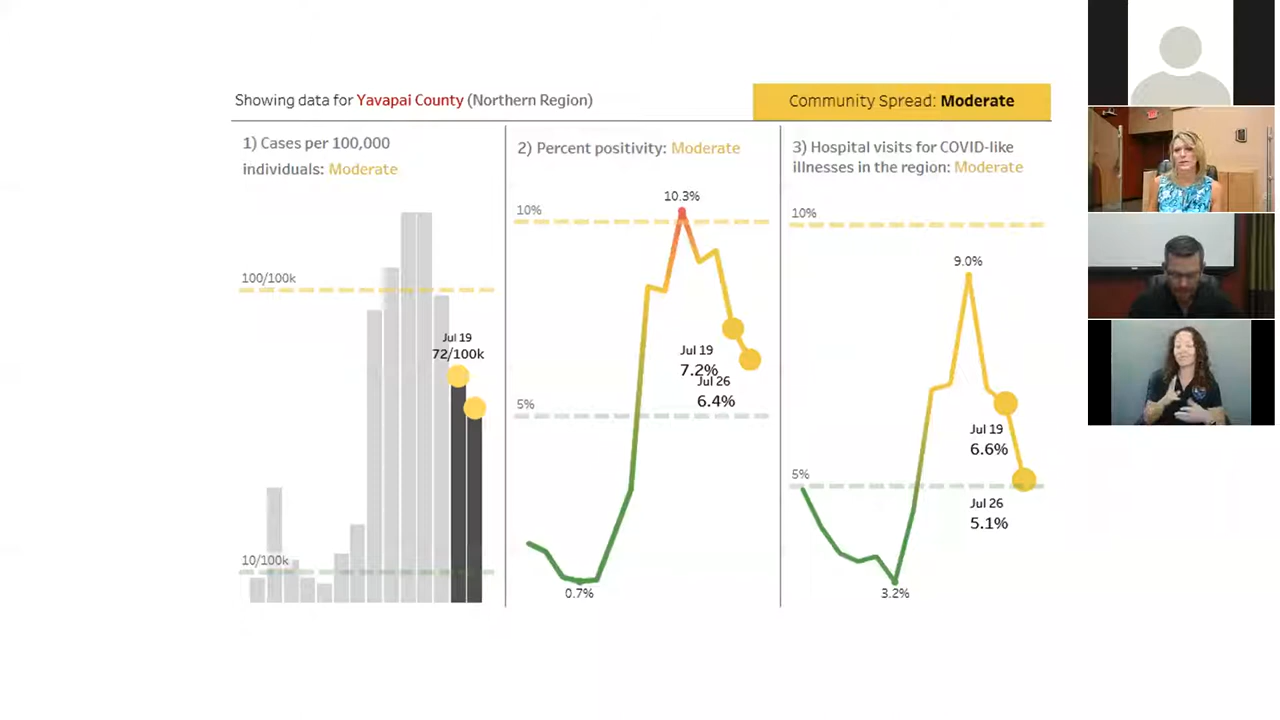 Showing data for Yavapai County (Northern Region)
Community Spread: Moderate
1) Cases per 100,000
individuals: Moderate
100/100k
Jul 19
72/100k
10/100k
2) Percent positivity: Moderate
10.3%
10%
Jul 19
7.2%
Jul 26
6.4%
5%
0.7%
3) Hospital visits for COVID-like
illnesses in the region: Moderate
10%
9.0%
Jul 19
6.6%
5%
Jul 26
5.1%
3.2%